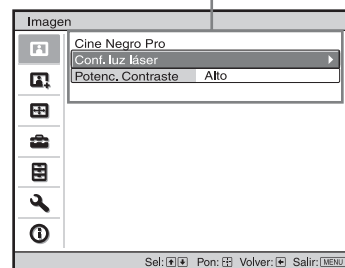 Imagen
Cine Negro Pro
Conf. luz láser
Potenc. Contraste Alto
Sel: Pon: Volver: Salir: MENU